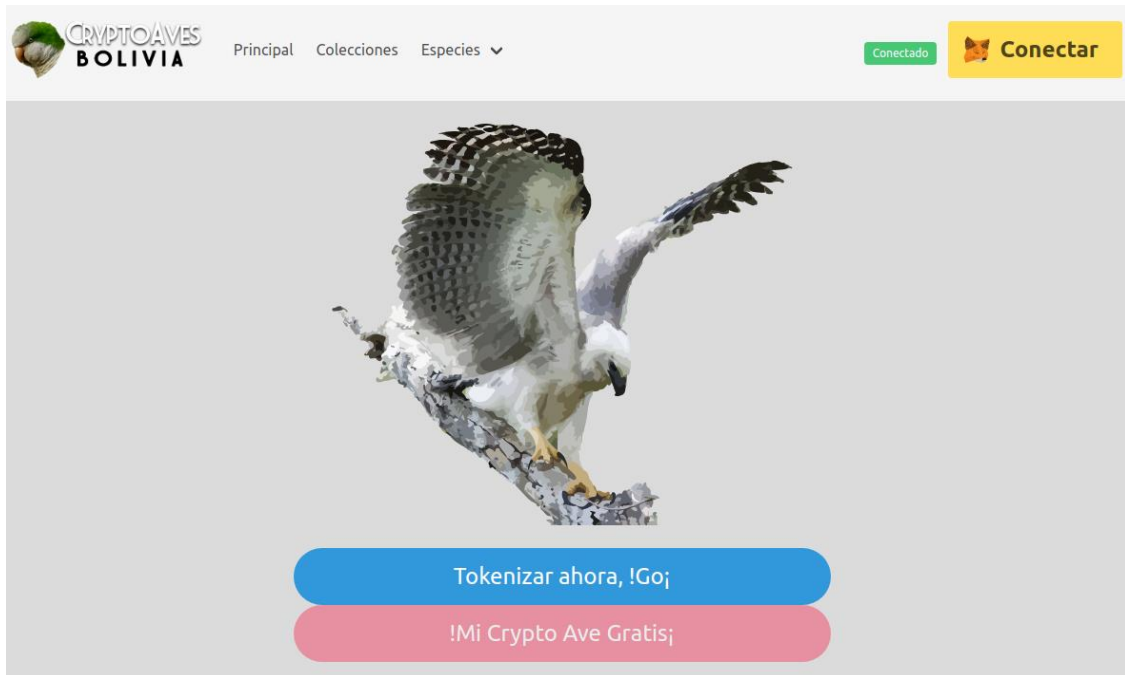 CRYPTOAVES
BOLIVIA
Principal Colecciones Especies
Conectado
Conectar
Tokenizar ahora, !Go¡
!Mi Crypto Ave Gratis¡